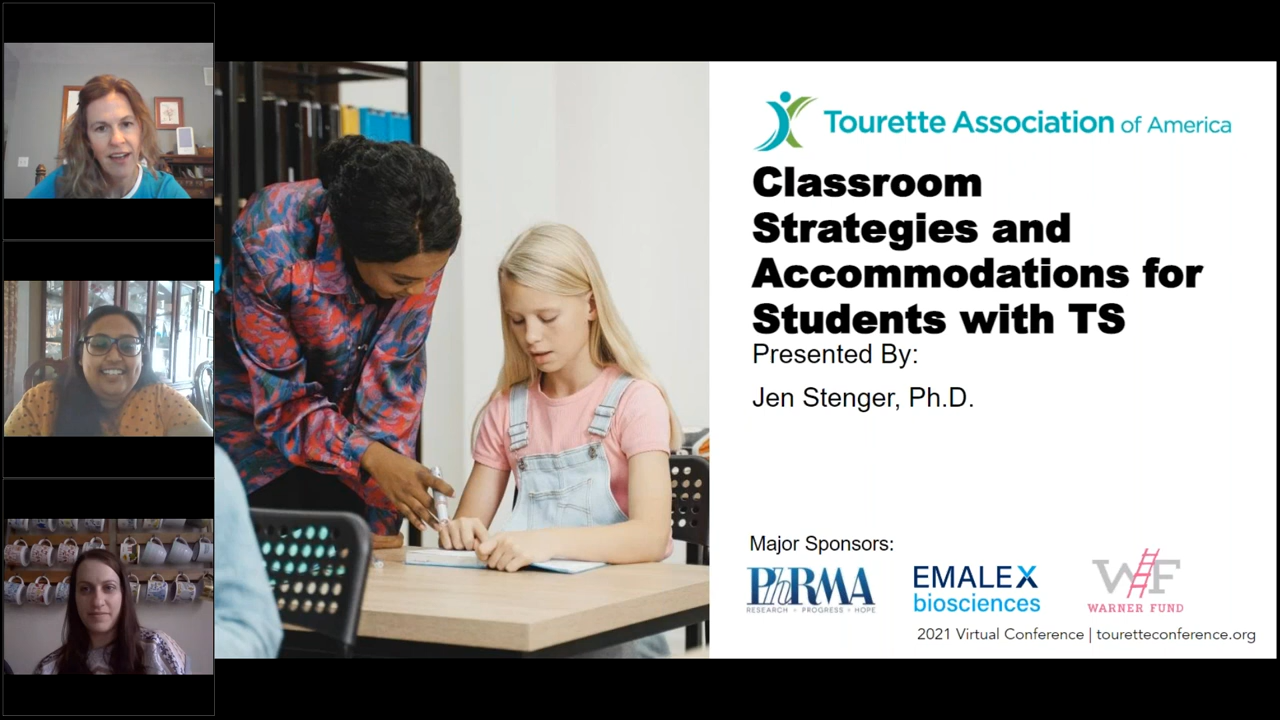 Tourette Association of America
Classroom
Strategies and
Accommodations for
Students with TS
Presented By:
Jen Stenger, Ph.D.
Major Sponsors:
PhRMA
RESEARCH • PROGRESS • HOPE
EMALEX
biosciences
WF
WARNER FUND
2021 Virtual Conference | touretteconference.org